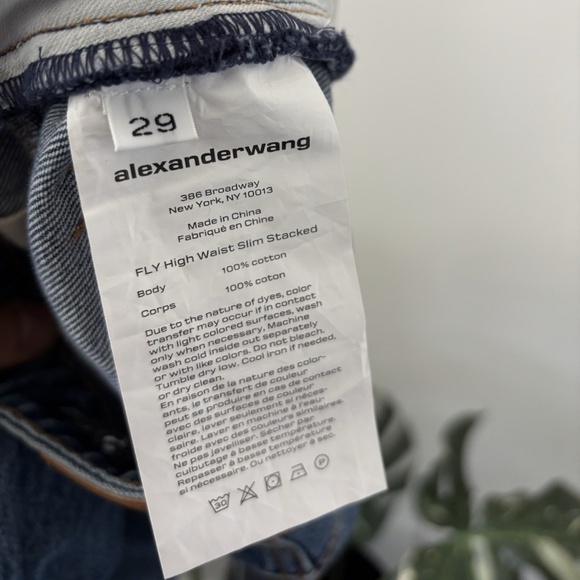 29
alexanderwang
386 Broadway
New York, NY 10013
Made in China
Fabriqué en Chine
FLY High Waist Slim Stacked
Body 100% cotton
Corps 100% coton
Due to the nature of dyes, color
transfer may occur if in contact
with light colored surfaces, wash
only when necessary, Machine
wash cold inside out separately
or with like colors. Do not bleach.
Tumble dry low. Cool iron if needed,
or dry clean.
En raison de la nature des color-
ants, le transfert de couleur
peut se produire en cas de contact
avec des surfaces de couleur
claire, laver seulement si néces-
saire. Laver en machine à l'eau
froide avec de couleurs similaires.
Ne pas javelliser. Sécher par
culbutage à basse température.
Repasser à basse température
si nécessaire. Ou nettoyer à sec.
30 P